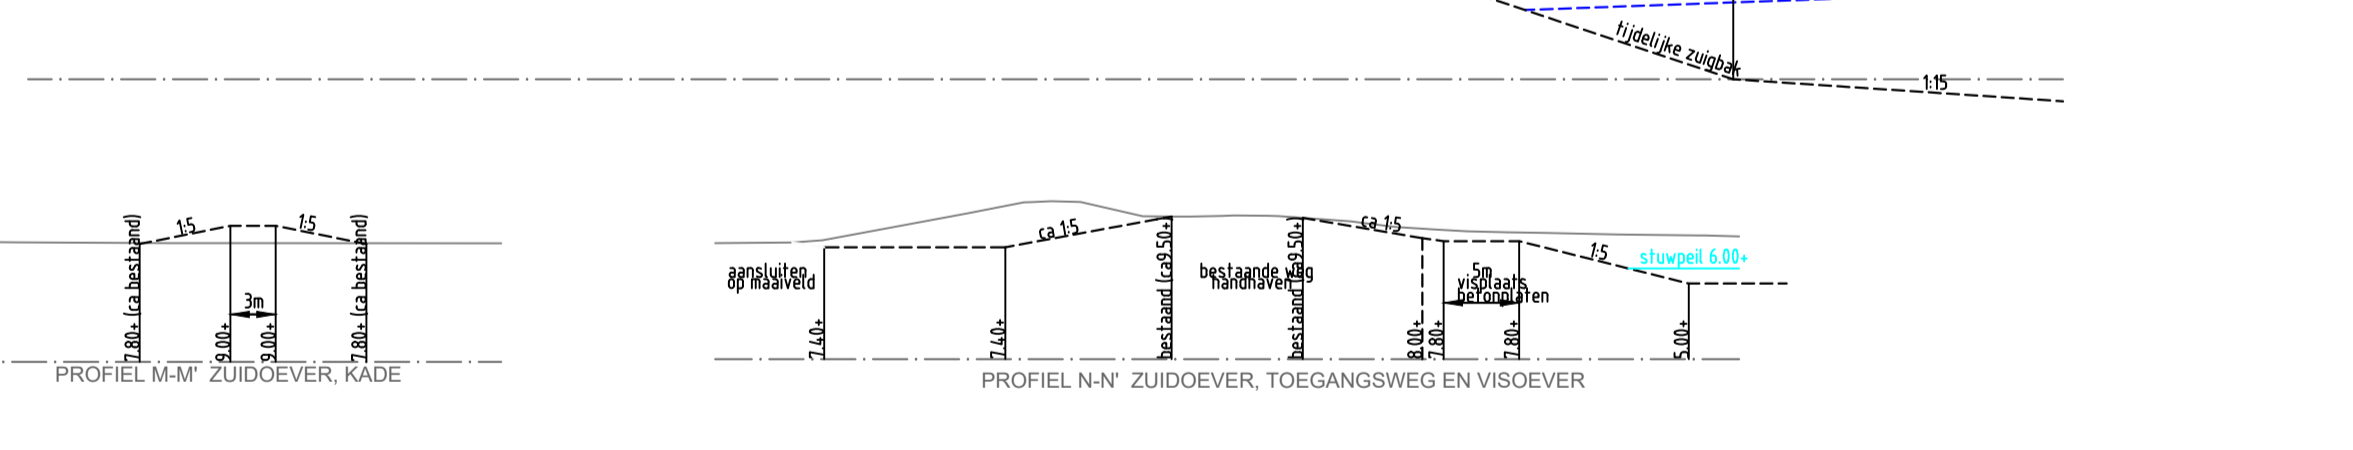 tijdelijke zuigbak
1:15
1:5
1:5
7.80+ (ca bestaand)
9.00+
3m
9.00+
7.80+ (ca bestaand)
PROFIEL M-M' ZUIDOEVER, KADE
aansluiten
op maaiveld
7.40+
7.40+
ca 1:5
bestaand (ca9.50+
bestaande weg
handhaven
bestaand (ca9.50+
ca 1:5
8.00+
7.80+
5m
visplaats
betonplaten
7.80+
1:5
stuwpeil 6.00+
5.00+
PROFIEL N-N' ZUIDOEVER, TOEGANGSWEG EN VISOEVER